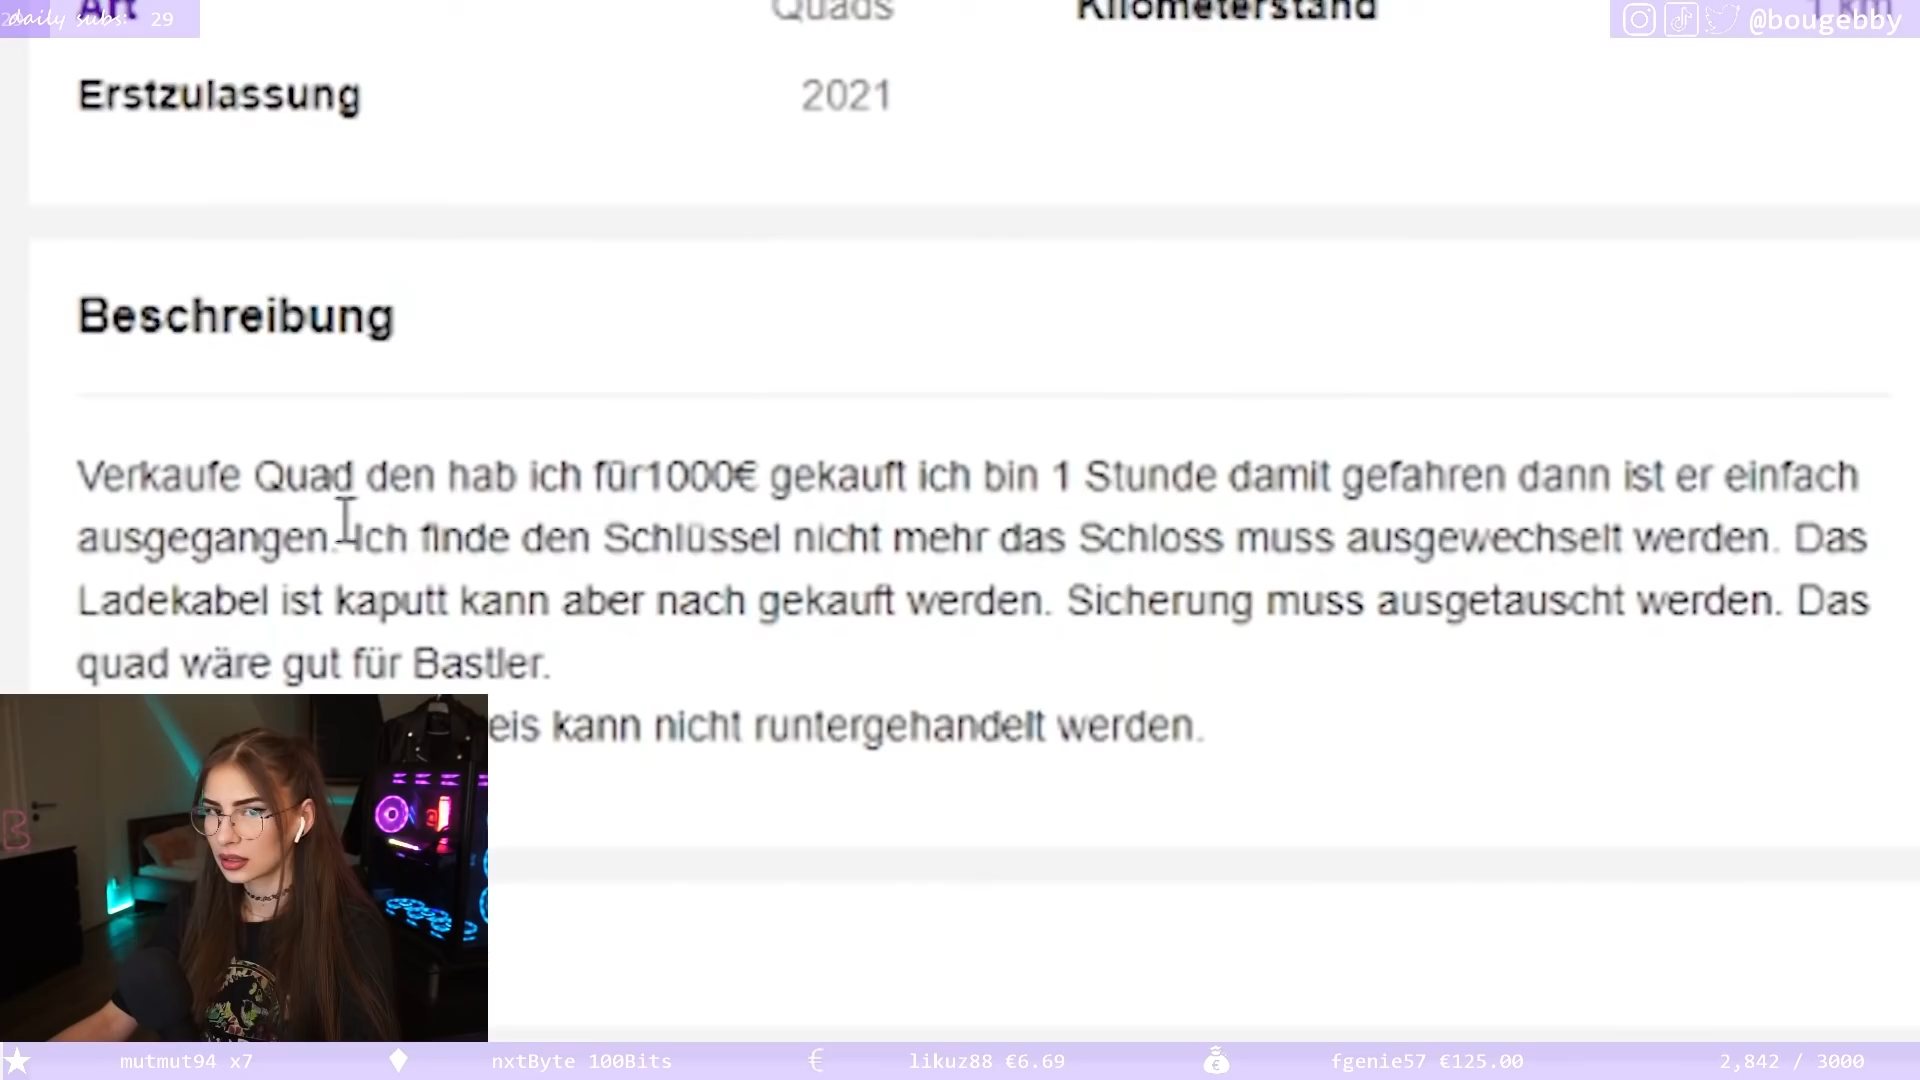 daily subs: 29
@bougebby
Art Quads Kilometerstand 1 km
Erstzulassung 2021
Beschreibung
Verkaufe Quad den hab ich für1000€ gekauft ich bin 1 Stunde damit gefahren dann ist er einfach
ausgegangen. Ich finde den Schlüssel nicht mehr das Schloss muss ausgewechselt werden. Das
Ladekabel ist kaputt kann aber nach gekauft werden. Sicherung muss ausgetauscht werden. Das
quad wäre gut für Bastler.
eis kann nicht runtergehandelt werden.
B
mutmut94 x7 nxtByte 100Bits € likuz88 €6.69 fgenie57 €125.00 2,842 / 3000